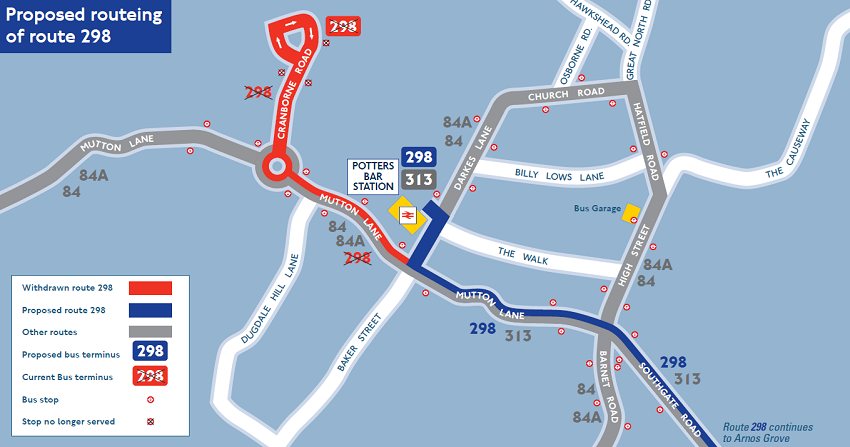 Proposed routeing
of route 298
298
298
CRANBORNE ROAD
MUTTON LANE
84A
84
POTTERS
BAR
STATION
298
313
84A
84
DARKES LANE
CHURCH ROAD
OSBORNE RD.
HAWKSHEAD RD.
GREAT NORTH RD.
HATFIELD ROAD
BILLY LOWS LANE
THE CAUSEWAY
Bus Garage
HIGH STREET
84A
84
THE WALK
MUTTON LANE
84
84A
298
DUGDALE HILL LANE
BAKER STREET
MUTTON LANE
298
313
298
313
SOUTHGATE ROAD
BARNET ROAD
84
84A
Route 298 continues
to Arnos Grove
Withdrawn route 298
Proposed route 298
Other routes
Proposed bus terminus
298
Current Bus terminus
298
Bus stop
Stop no longer served